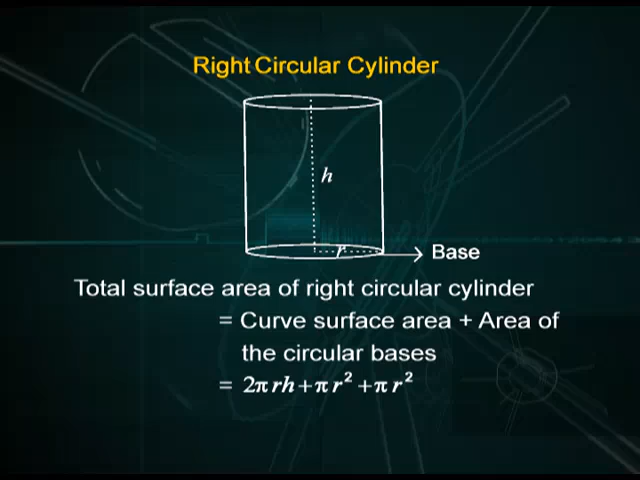 Right Circular Cylinder
h
r
Base
Total surface area of right circular cylinder
= Curve surface area + Area of
the circular bases
= 2πrh+πr²+πr²